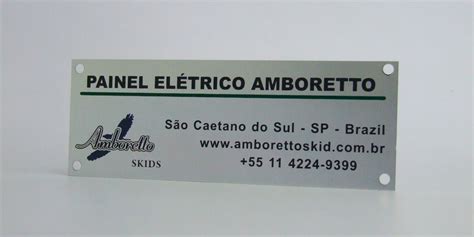 PAINEL ELÉTRICO AMBORETTO
São Caetano do Sul - SP - Brazil
www.amborettoskid.com.br
+55 11 4224-9399
Amboretto
SKIDS